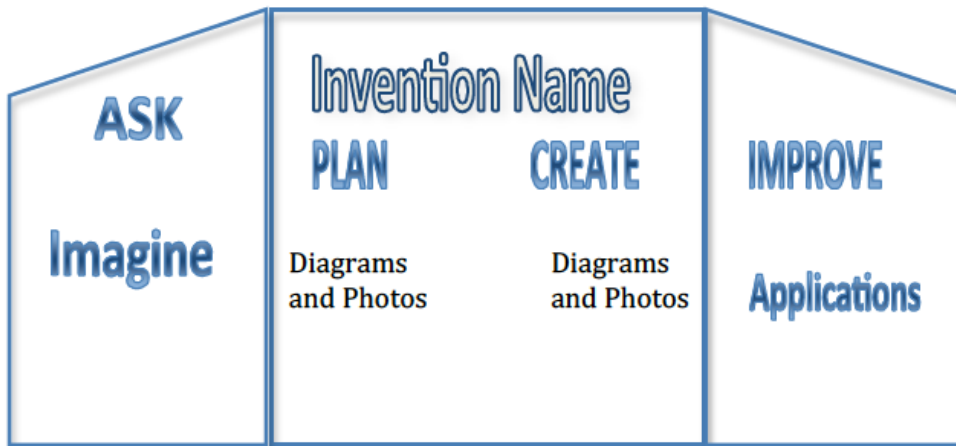 ASK
Imagine
Invention Name
PLAN
CREATE
Diagrams
and Photos
Diagrams
and Photos
IMPROVE
Applications